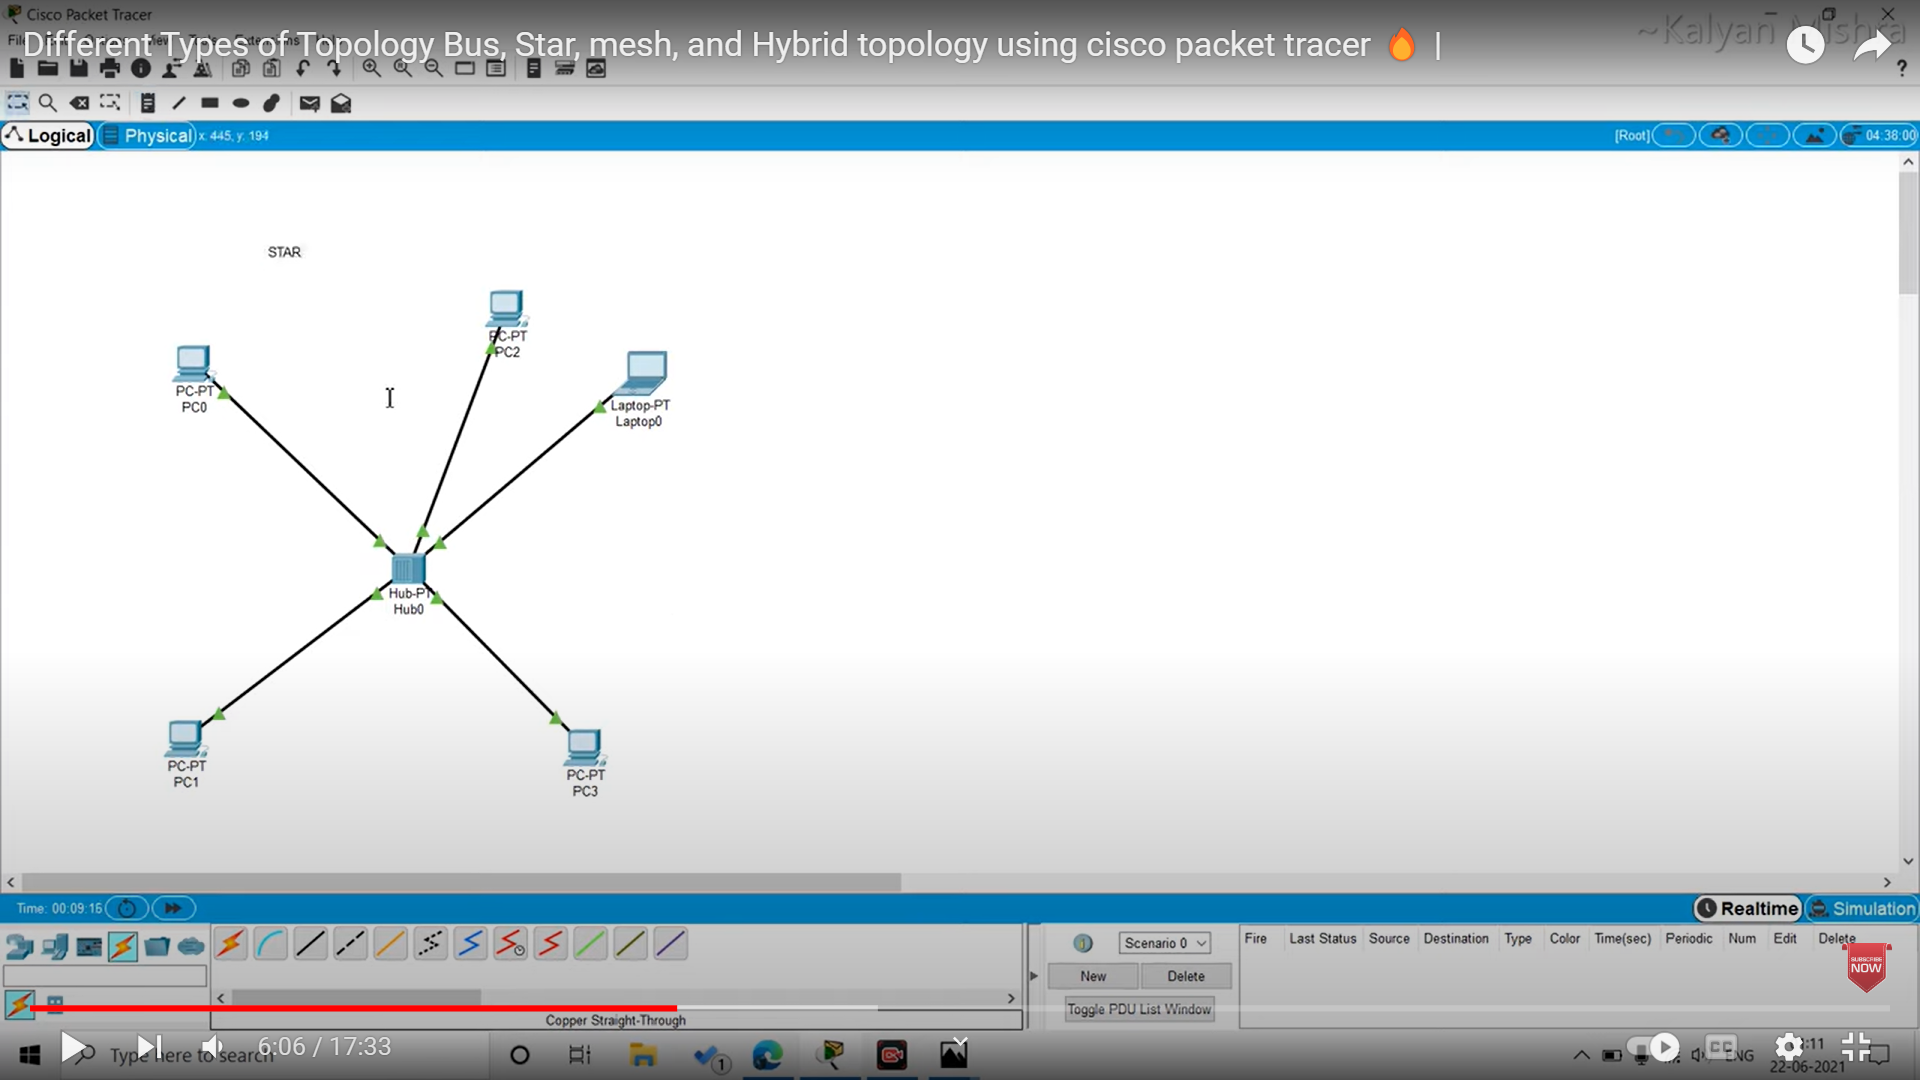 Cisco Packet Tracer
~Kalyan Mishra
Different Types of Topology Bus, Star, mesh, and Hybrid topology using cisco packet tracer 🔥 |
?
Logical
Physical
x: 445, y: 194
[Root]
04:38:00
STAR
PC-PT
PC2
PC-PT
PC0
Laptop-PT
Laptop0
Hub-PT
Hub0
PC-PT
PC1
PC-PT
PC3
Time: 00:09:16
Realtime
Simulation
Scenario 0
Fire Last Status Source Destination Type Color Time(sec) Periodic Num Edit Delete
New
Delete
SUBSCRIBE
NOW
Toggle PDU List Window
Copper Straight-Through
6:06 / 17:33
Type here to search
1
CC
ENG
:11
22-06-2021